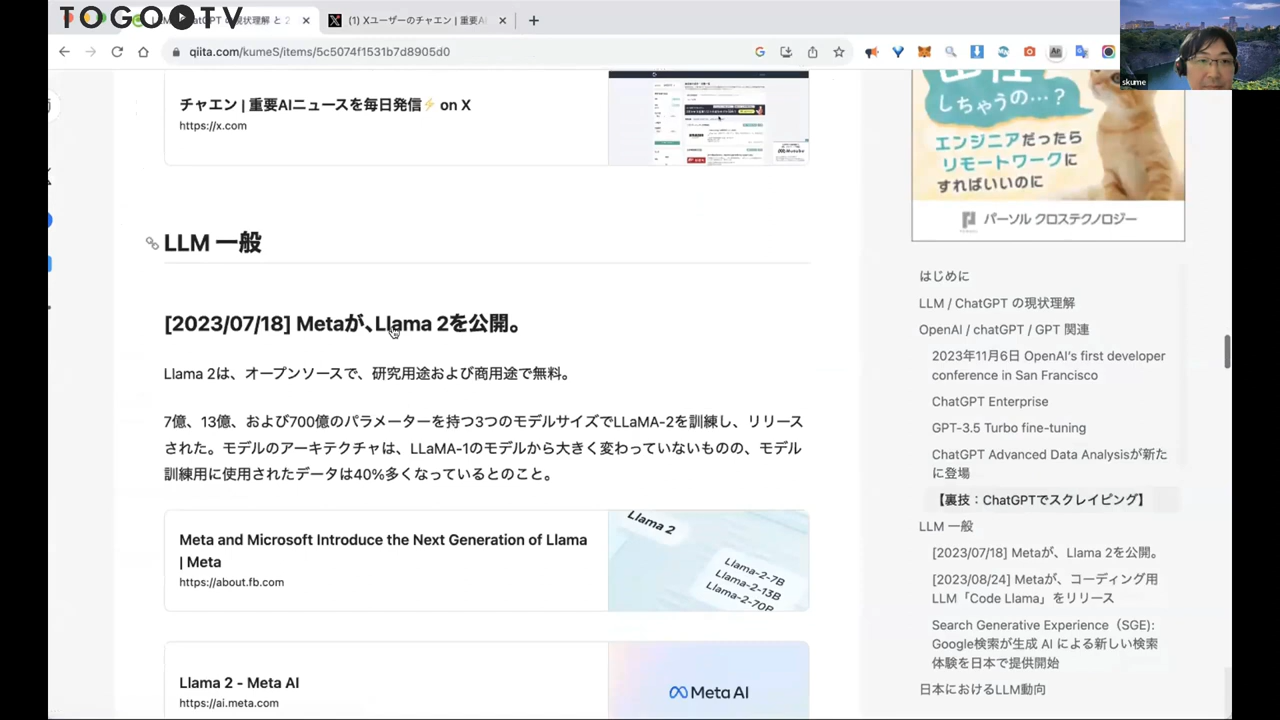 TOGO TV
ChatGPT の現状理解 と 2
(1) Xユーザーのチャエン | 重要AI
qiita.com/kumeS/items/5c5074f1531b7d8905d0
skume
チャエン | 重要AIニュースを毎日発信⚡ on X
https://x.com
LLM 一般
[2023/07/18] Metaが、Llama 2を公開。
Llama 2は、オープンソースで、研究用途および商用途で無料。
7億、13億、および700億のパラメーターを持つ3つのモデルサイズでLLaMA-2を訓練し、リリース
された。モデルのアーキテクチャは、LLaMA-1のモデルから大きく変わっていないものの、モデル
訓練用に使用されたデータは40%多くなっているとのこと。
Meta and Microsoft Introduce the Next Generation of Llama
| Meta
https://about.fb.com
Llama 2
Llama-2-7B
Llama-2-13B
Llama-2-70B
Llama 2 - Meta AI
https://ai.meta.com
Meta AI
しちゃうの…?
エンジニアだったら
リモートワークに
すればいいのに
パーソル クロステクノロジー
はじめに
LLM / ChatGPT の現状理解
OpenAI / chatGPT / GPT 関連
2023年11月6日 OpenAI's first developer
conference in San Francisco
ChatGPT Enterprise
GPT-3.5 Turbo fine-tuning
ChatGPT Advanced Data Analysisが新た
に登場
【裏技：ChatGPTでスクレイピング】
LLM 一般
[2023/07/18] Metaが、Llama 2を公開。
[2023/08/24] Metaが、コーディング用
LLM「Code Llama」をリリース
Search Generative Experience（SGE):
Google検索が生成 AI による新しい検索
体験を日本で提供開始
日本におけるLLM動向